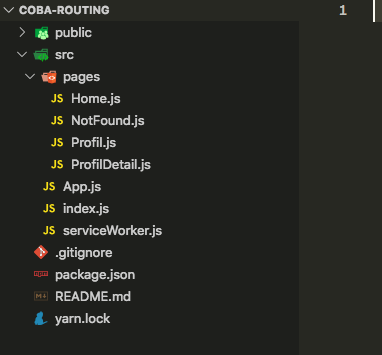 COBA-ROUTING
1
public
src
pages
JS Home.js
JS NotFound.js
JS Profil.js
JS ProfilDetail.js
JS App.js
JS index.js
JS serviceWorker.js
.gitignore
package.json
README.md
yarn.lock